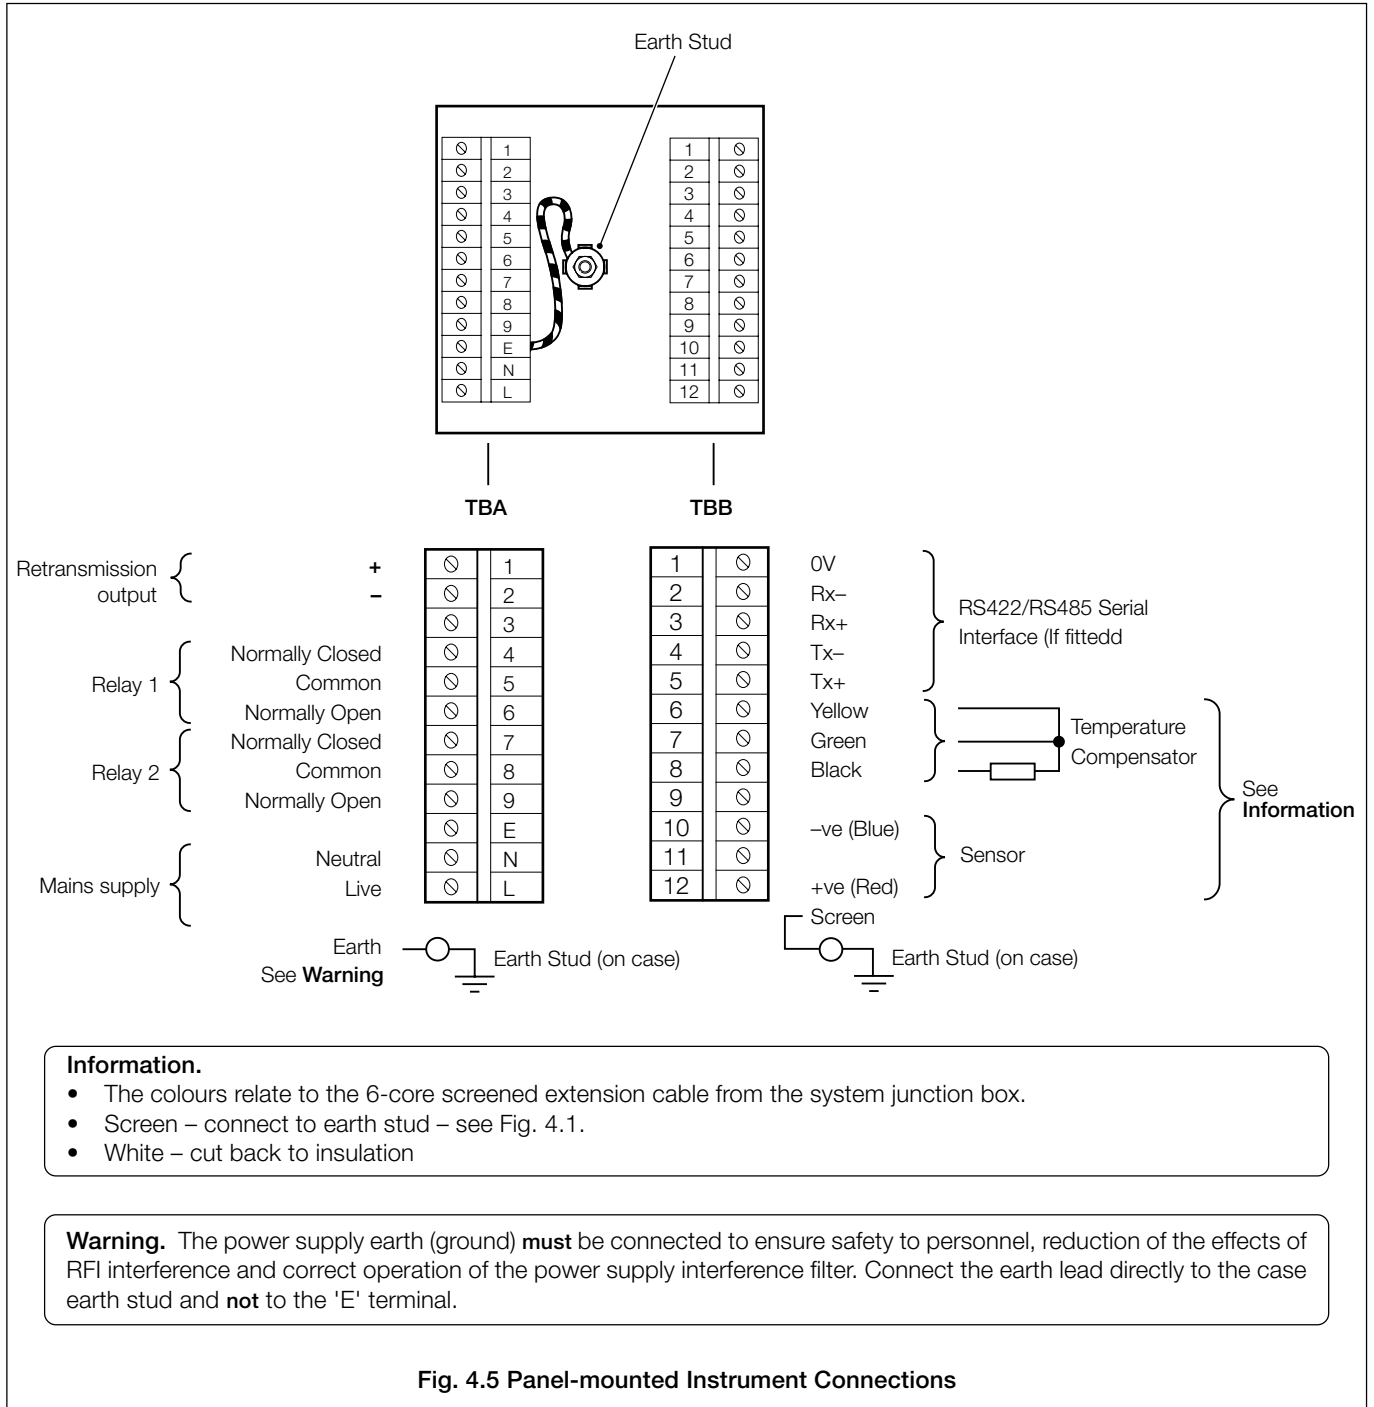 Earth Stud
1 1
2 2
3 3
4 4
5 5
6 6
7 7
8 8
9 9
E 10
N 11
L 12
TBA TBB
Retransmission output
+ 1
– 2
3
Relay 1
Normally Closed 4
Common 5
Normally Open 6
Relay 2
Normally Closed 7
Common 8
Normally Open 9
E
Mains supply
Neutral N
Live L
Earth
See Warning
Earth Stud (on case)
1 0V
2 Rx–
3 Rx+
4 Tx–
5 Tx+
RS422/RS485 Serial
Interface (If fittedd
6 Yellow
7 Green
8 Black
Temperature
Compensator
9
10 –ve (Blue)
11
12 +ve (Red)
Sensor
See
Information
Screen
Earth Stud (on case)
Information.
• The colours relate to the 6-core screened extension cable from the system junction box.
• Screen – connect to earth stud – see Fig. 4.1.
• White – cut back to insulation
Warning. The power supply earth (ground) must be connected to ensure safety to personnel, reduction of the effects of
RFI interference and correct operation of the power supply interference filter. Connect the earth lead directly to the case
earth stud and not to the 'E' terminal.
Fig. 4.5 Panel-mounted Instrument Connections